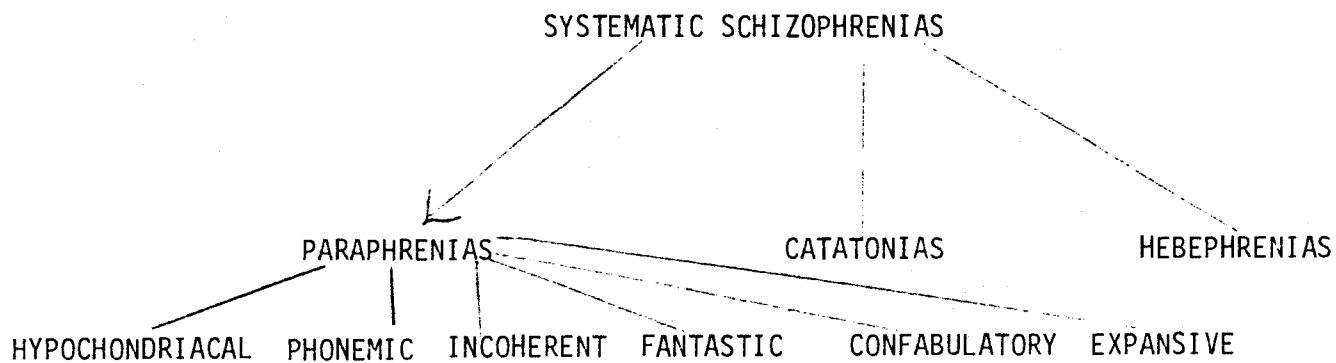 SYSTEMATIC SCHIZOPHRENIAS
PARAPHRENIAS CATATONIAS HEBEPHRENIAS
HYPOCHONDRIACAL PHONEMIC INCOHERENT FANTASTIC CONFABULATORY EXPANSIVE